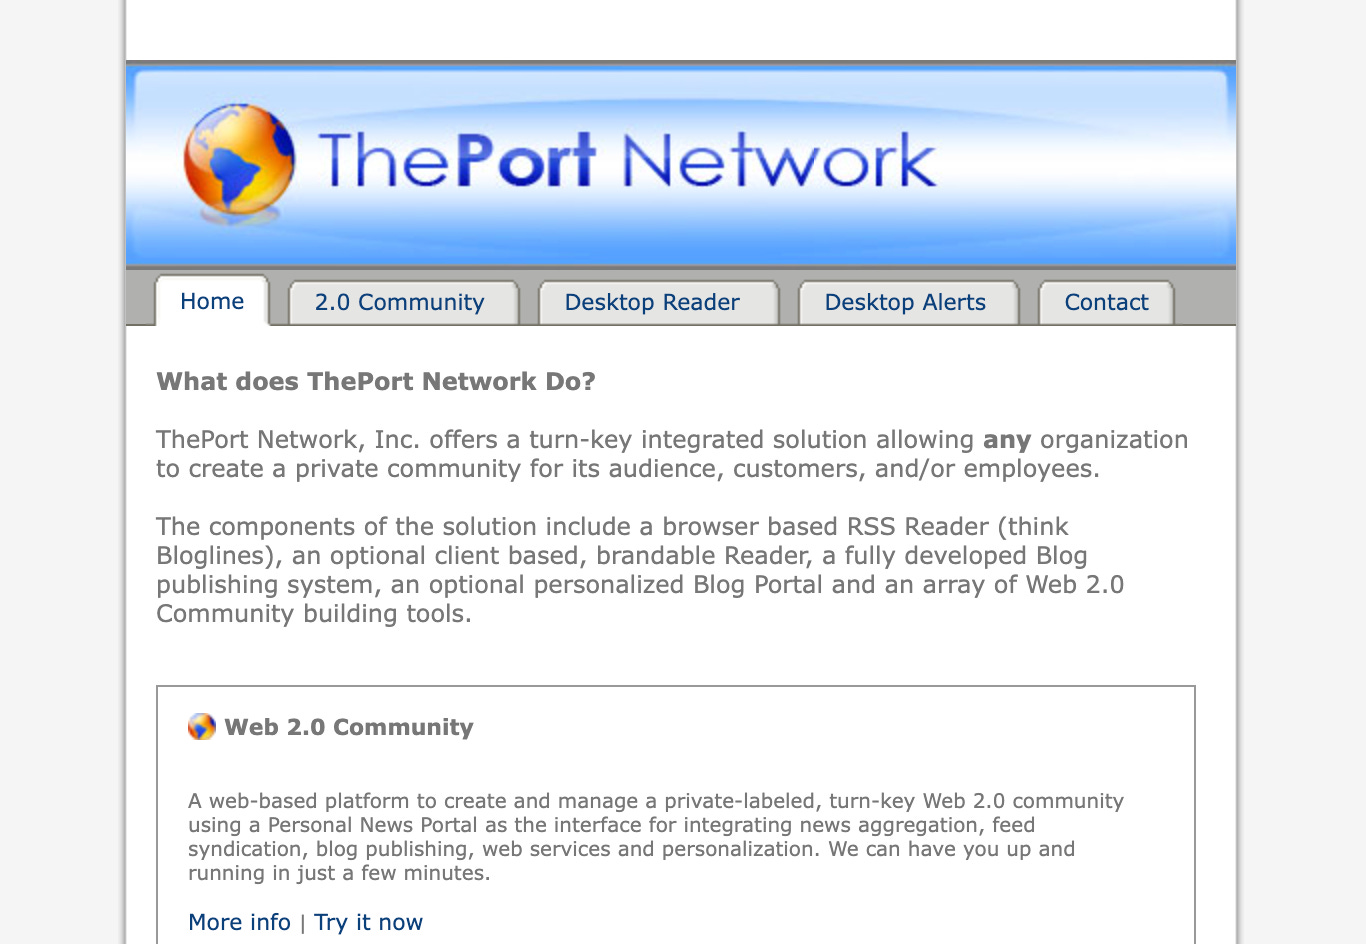 ThePort Network
Home
2.0 Community
Desktop Reader
Desktop Alerts
Contact
What does ThePort Network Do?
ThePort Network, Inc. offers a turn-key integrated solution allowing any organization
to create a private community for its audience, customers, and/or employees.
The components of the solution include a browser based RSS Reader (think
Bloglines), an optional client based, brandable Reader, a fully developed Blog
publishing system, an optional personalized Blog Portal and an array of Web 2.0
Community building tools.
Web 2.0 Community
A web-based platform to create and manage a private-labeled, turn-key Web 2.0 community
using a Personal News Portal as the interface for integrating news aggregation, feed
syndication, blog publishing, web services and personalization. We can have you up and
running in just a few minutes.
More info | Try it now